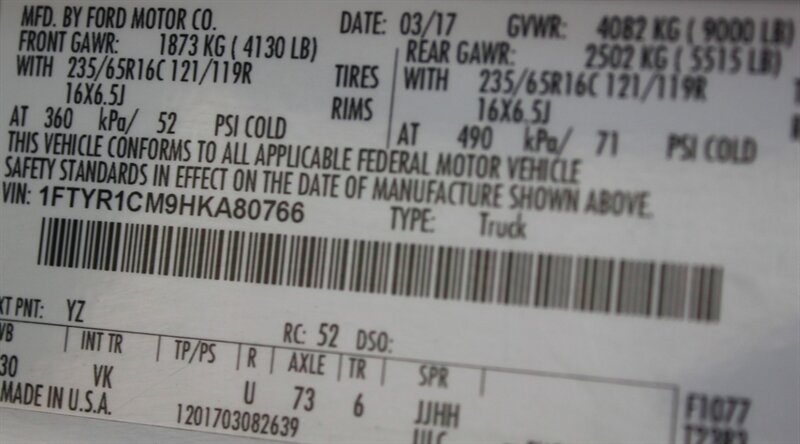 MFD. BY FORD MOTOR CO. DATE: 03/17 GVWR: 4082 KG ( 9000 LB)
FRONT GAWR: 1873 KG ( 4130 LB) REAR GAWR: 2502 KG ( 5515 LB)
WITH 235/65R16C 121/119R TIRES WITH 235/65R16C 121/119R
16X6.5J RIMS 16X6.5J
AT 360 kPa/ 52 PSI COLD AT 490 kPa/ 71 PSI COLD
THIS VEHICLE CONFORMS TO ALL APPLICABLE FEDERAL MOTOR VEHICLE
SAFETY STANDARDS IN EFFECT ON THE DATE OF MANUFACTURE SHOWN ABOVE.
VIN: 1FTYR1CM9HKA80766 TYPE: Truck
XT PNT: YZ RC: 52 DSO:
WB INT TR TP/PS R AXLE TR SPR
30 VK U 73 6 JJHH F1077
MADE IN U.S.A. 1201703082639